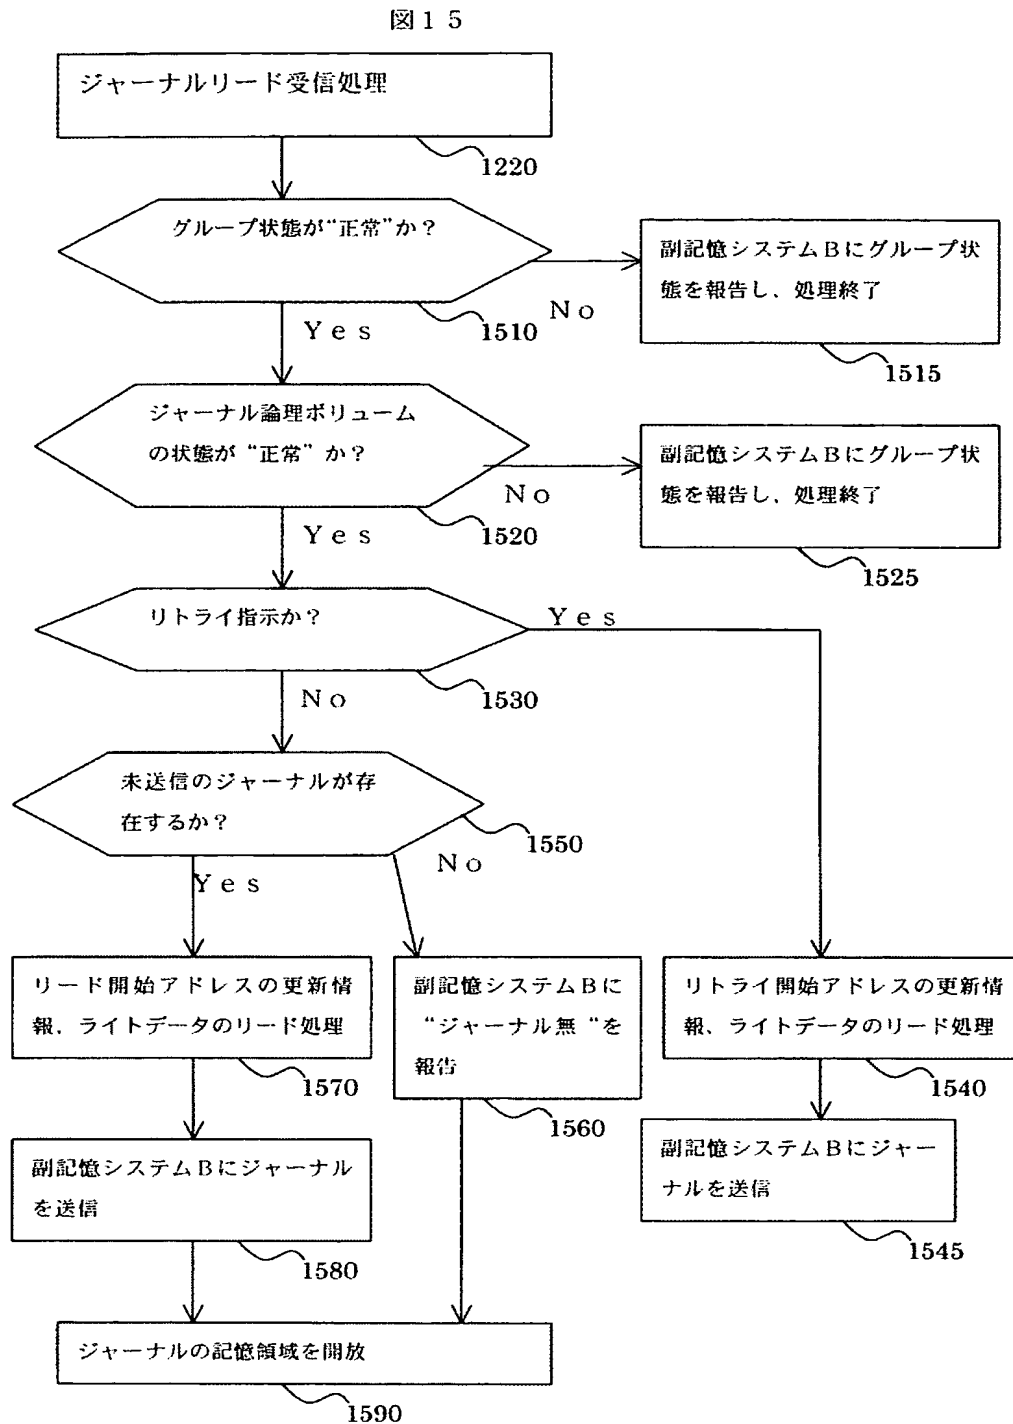 図１５
ジャーナルリード受信処理
1220
グループ状態が“正常”か？
1510
Yes
No
副記憶システムＢにグループ状
態を報告し、処理終了
1515
ジャーナル論理ボリューム
の状態が“正常”か？
1520
Yes
No
副記憶システムＢにグループ状
態を報告し、処理終了
1525
リトライ指示か？
1530
Yes
No
未送信のジャーナルが存
在するか？
1550
Yes
No
リード開始アドレスの更新情
報、ライトデータのリード処理
1570
副記憶システムＢに
“ジャーナル無“を
報告
1560
リトライ開始アドレスの更新情
報、ライトデータのリード処理
1540
副記憶システムＢにジャーナル
を送信
1580
副記憶システムＢにジャー
ナルを送信
1545
ジャーナルの記憶領域を開放
1590